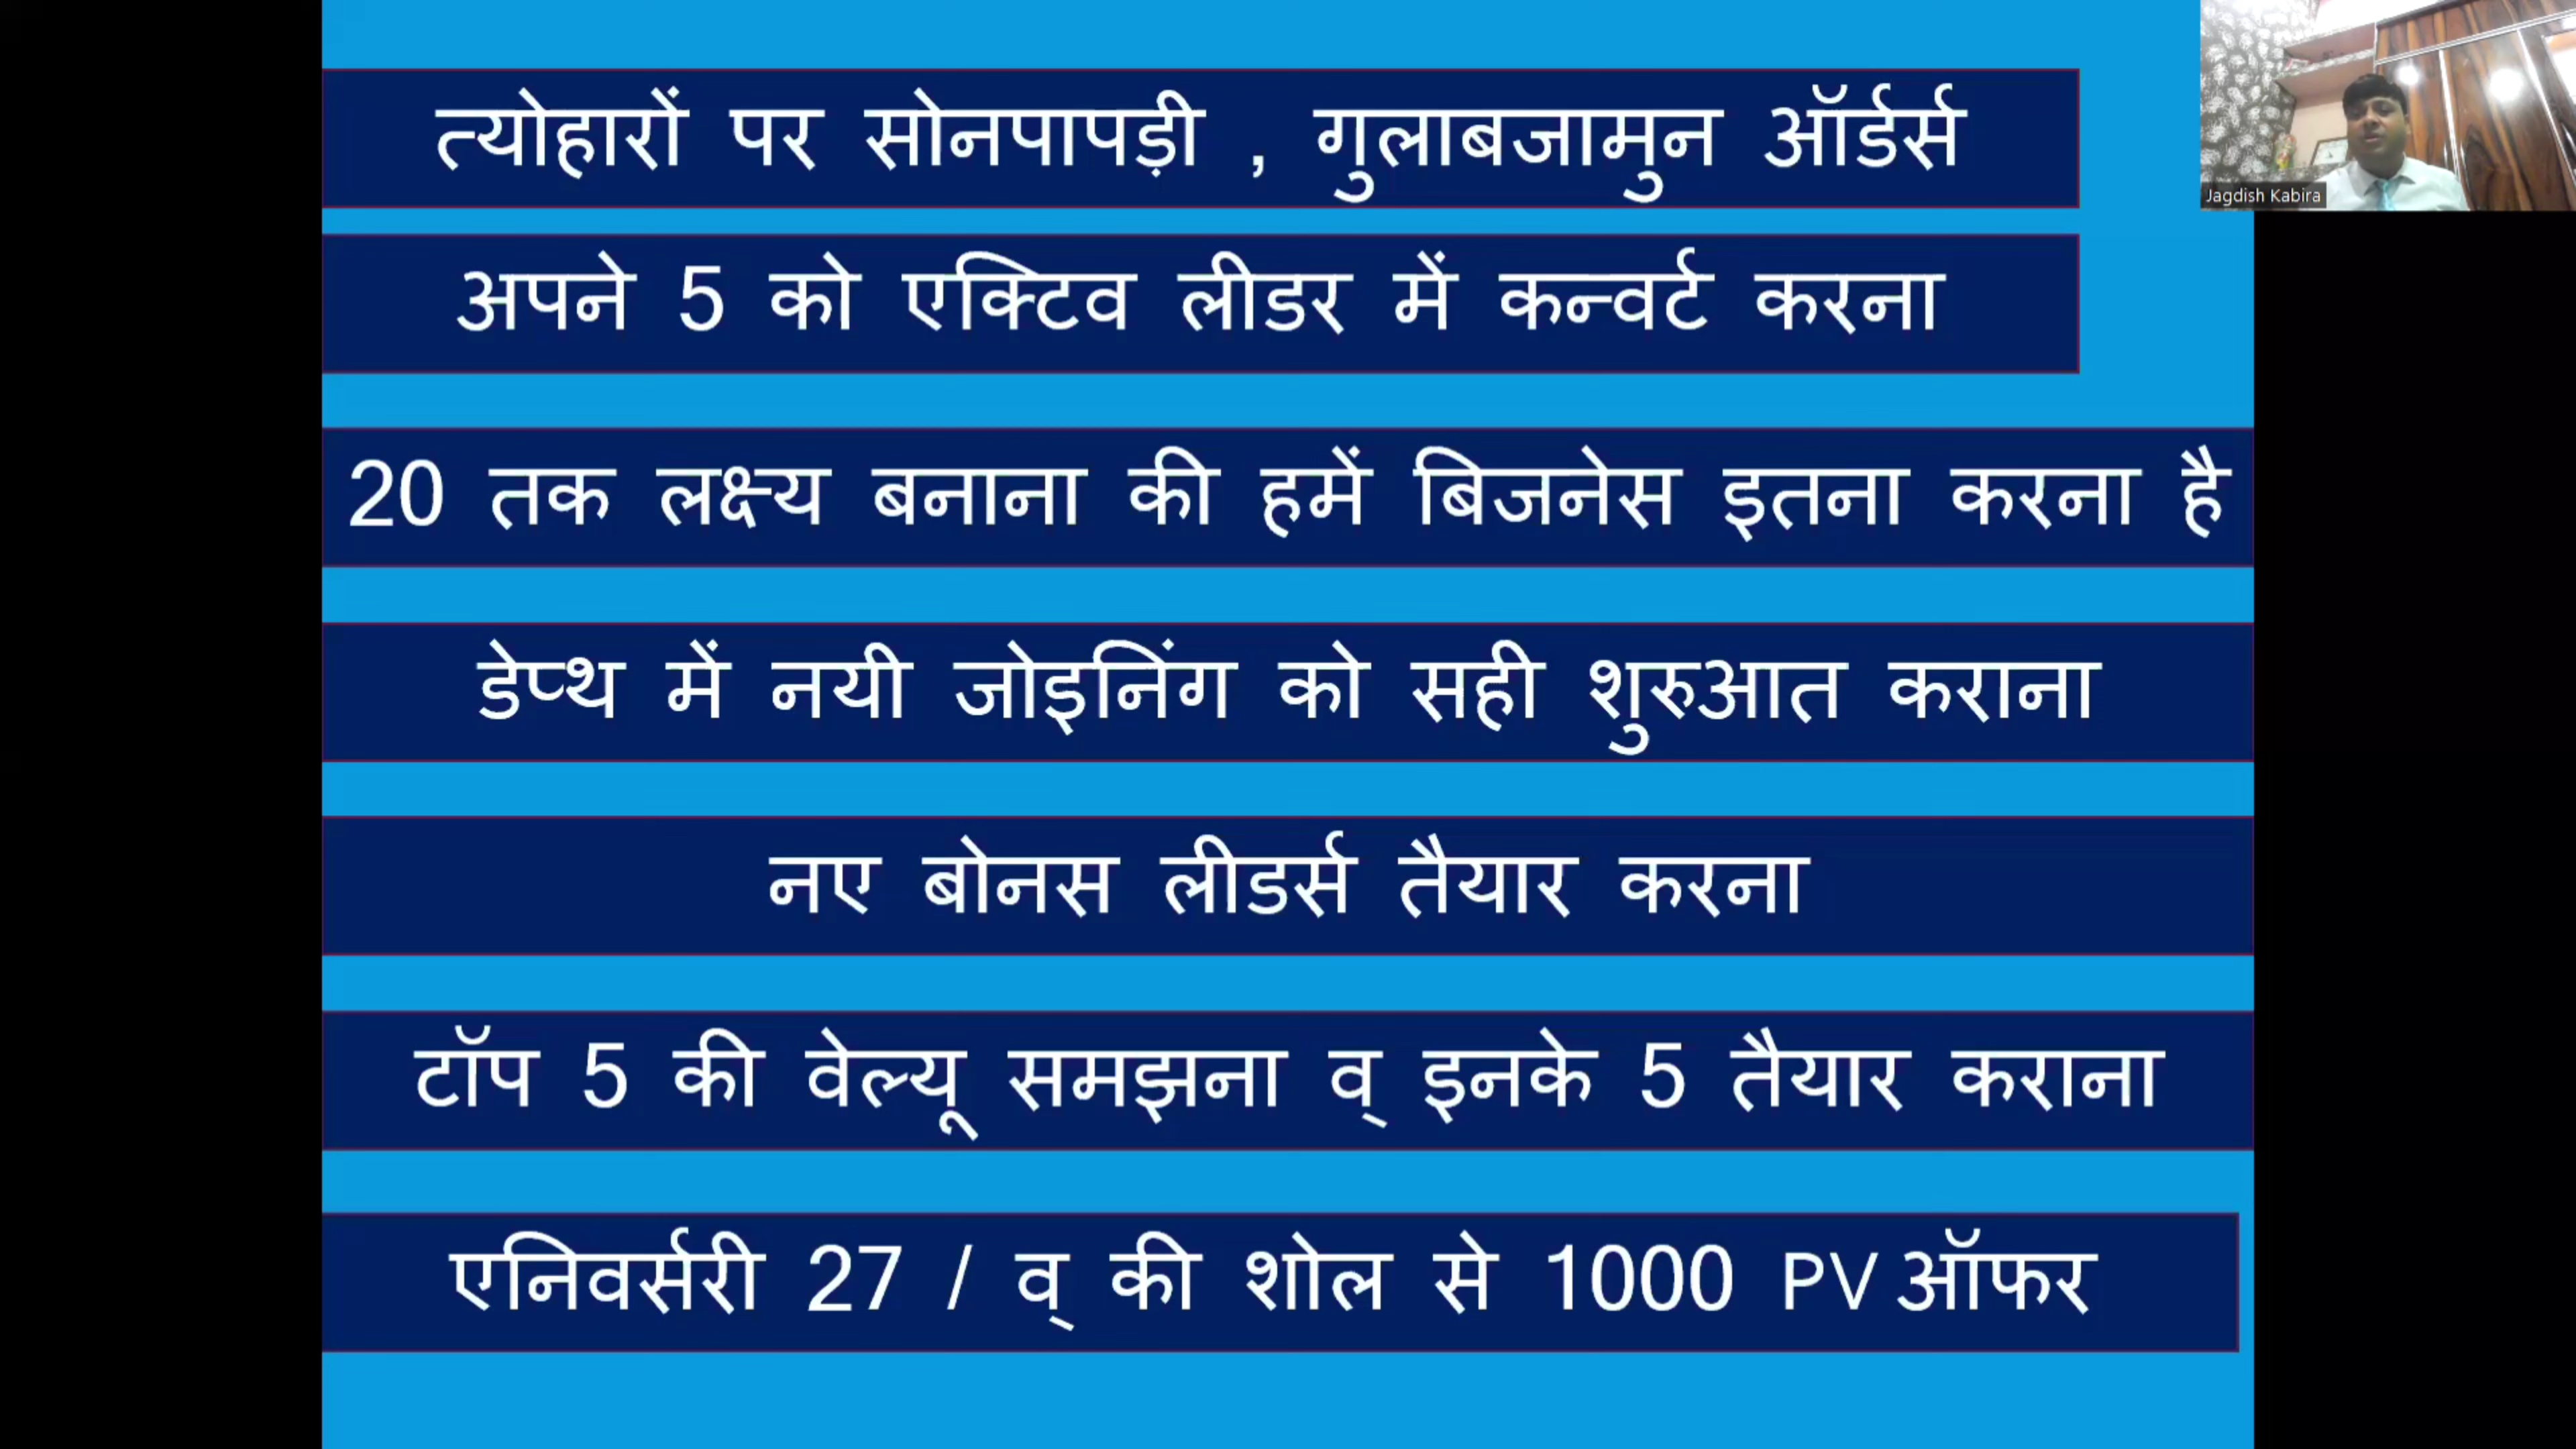 त्योहारों पर सोनपापड़ी , गुलाबजामुन ऑर्डर्स
Jagdish Kabira
अपने 5 को एक्टिव लीडर में कन्वर्ट करना
20 तक लक्ष्य बनाना की हमें बिजनेस इतना करना है
डेप्थ में नयी जोइनिंग को सही शुरुआत कराना
नए बोनस लीडर्स तैयार करना
टॉप 5 की वेल्यू समझना व् इनके 5 तैयार कराना
एनिवर्सरी 27 / व् की शोल से 1000 PV ऑफर